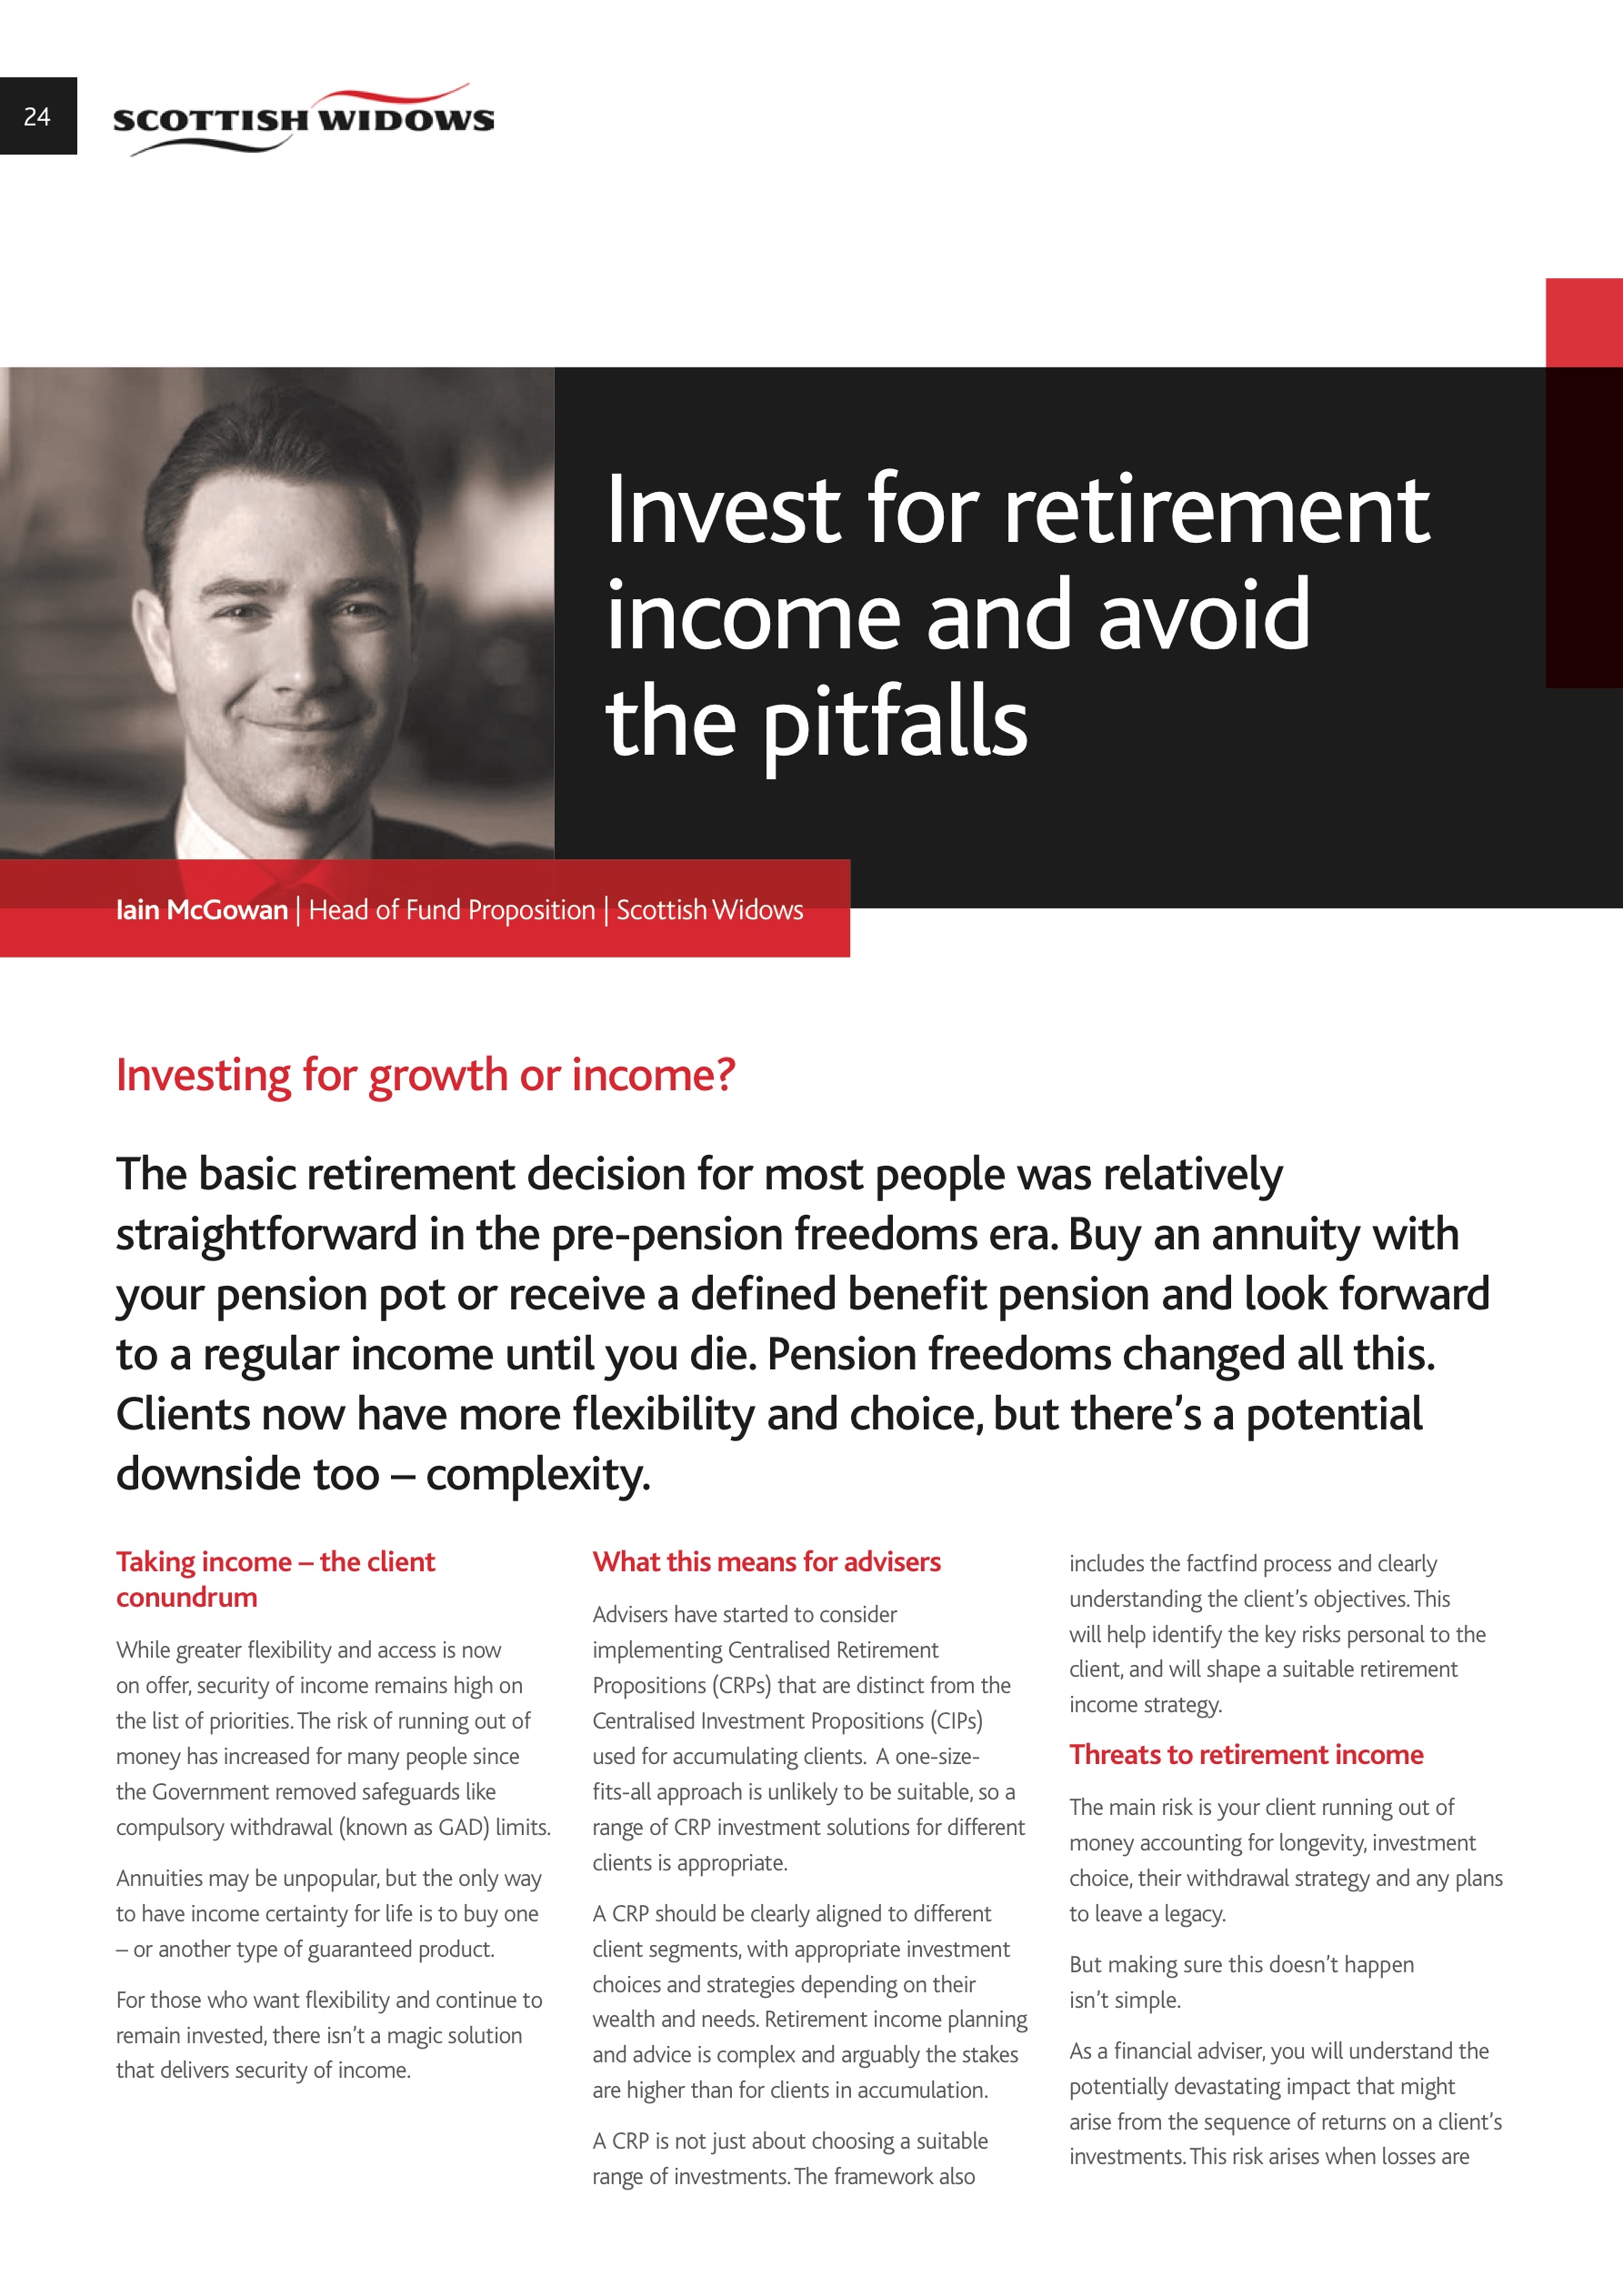 24
SCOTTISH WIDOWS
Invest for retirement
income and avoid
the pitfalls
Iain McGowan | Head of Fund Proposition | Scottish Widows
Investing for growth or income?
The basic retirement decision for most people was relatively
straightforward in the pre-pension freedoms era. Buy an annuity with
your pension pot or receive a defined benefit pension and look forward
to a regular income until you die. Pension freedoms changed all this.
Clients now have more flexibility and choice, but there’s a potential
downside too – complexity.
Taking income – the client
conundrum
While greater flexibility and access is now
on offer, security of income remains high on
the list of priorities. The risk of running out of
money has increased for many people since
the Government removed safeguards like
compulsory withdrawal (known as GAD) limits.
Annuities may be unpopular, but the only way
to have income certainty for life is to buy one
– or another type of guaranteed product.
For those who want flexibility and continue to
remain invested, there isn’t a magic solution
that delivers security of income.
What this means for advisers
Advisers have started to consider
implementing Centralised Retirement
Propositions (CRPs) that are distinct from the
Centralised Investment Propositions (CIPs)
used for accumulating clients. A one-size-
fits-all approach is unlikely to be suitable, so a
range of CRP investment solutions for different
clients is appropriate.
A CRP should be clearly aligned to different
client segments, with appropriate investment
choices and strategies depending on their
wealth and needs. Retirement income planning
and advice is complex and arguably the stakes
are higher than for clients in accumulation.
A CRP is not just about choosing a suitable
range of investments. The framework also
includes the factfind process and clearly
understanding the client’s objectives. This
will help identify the key risks personal to the
client, and will shape a suitable retirement
income strategy.
Threats to retirement income
The main risk is your client running out of
money accounting for longevity, investment
choice, their withdrawal strategy and any plans
to leave a legacy.
But making sure this doesn’t happen
isn’t simple.
As a financial adviser, you will understand the
potentially devastating impact that might
arise from the sequence of returns on a client’s
investments. This risk arises when losses are